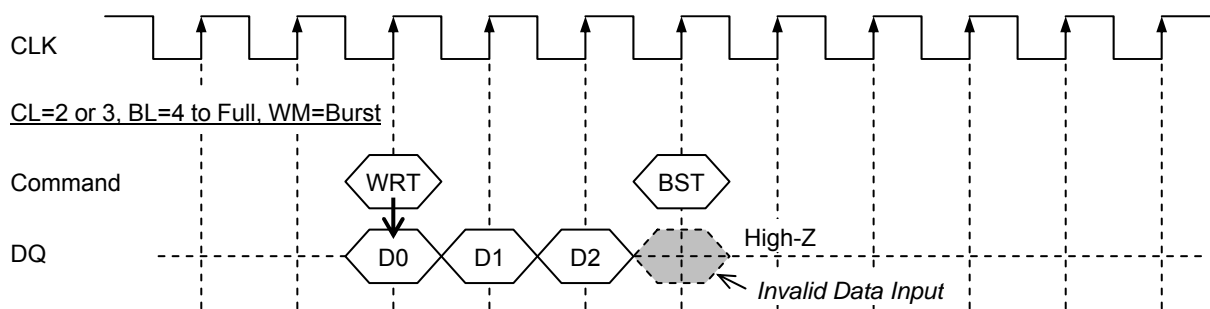 CLK
CL=2 or 3, BL=4 to Full, WM=Burst
Command
WRT
BST
DQ
D0
D1
D2
High-Z
Invalid Data Input